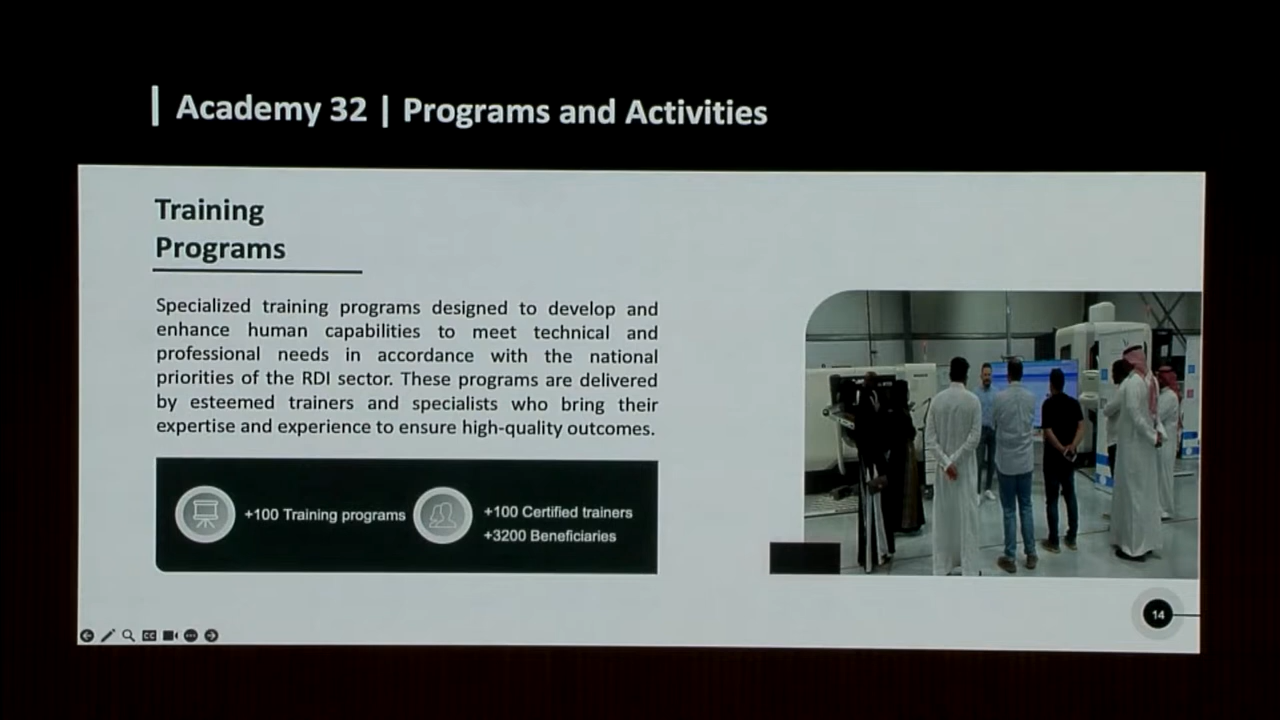 | Academy 32 | Programs and Activities
Training
Programs
Specialized training programs designed to develop and
enhance human capabilities to meet technical and
professional needs in accordance with the national
priorities of the RDI sector. These programs are delivered
by esteemed trainers and specialists who bring their
expertise and experience to ensure high-quality outcomes.
+100 Training programs
+100 Certified trainers
+3200 Beneficiaries
14
CC